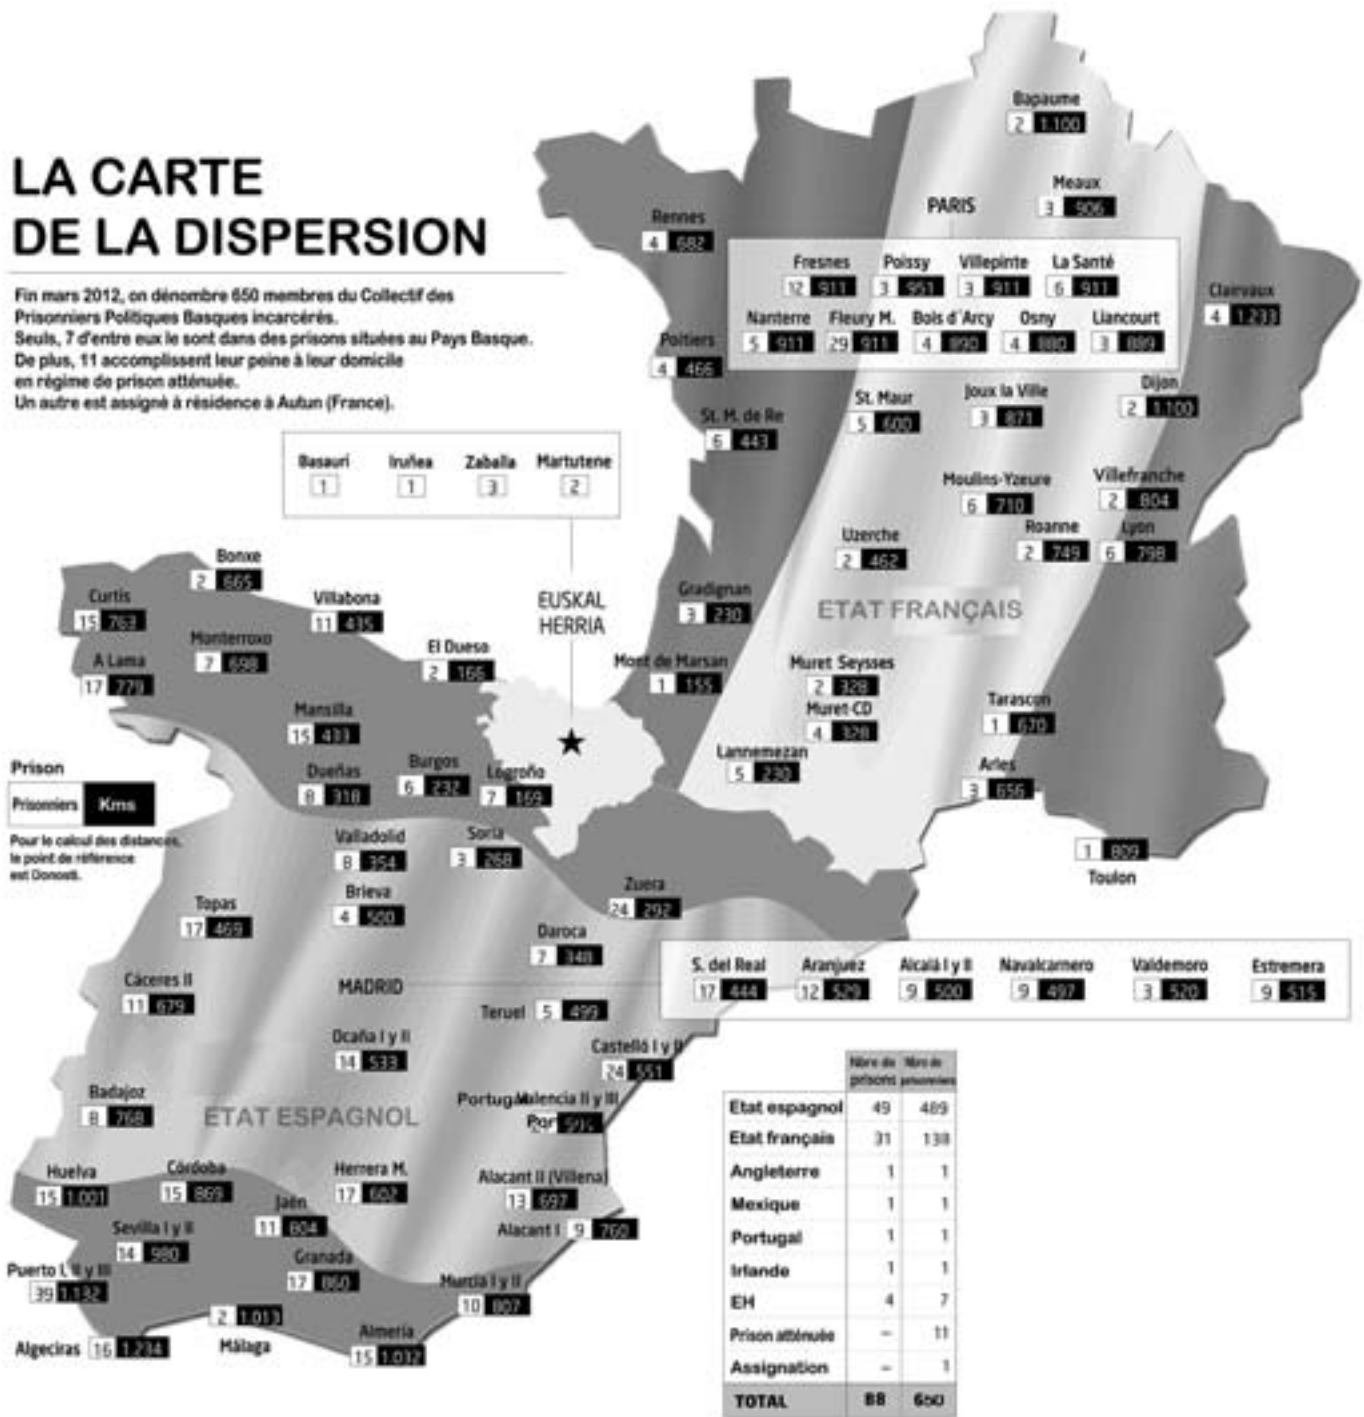 LA CARTE
DE LA DISPERSION
Fin mars 2012, on dénombre 650 membres du Collectif des
Prisonniers Politiques Basques incarcérés.
Seuls, 7 d'entre eux le sont dans des prisons situées au Pays Basque.
De plus, 11 accomplissent leur peine à leur domicile
en régime de prison atténuée.
Un autre est assigné à résidence à Autun (France).
Bapaume
2 1.100
Meaux
3 906
PARIS
Rennes
4 682
Fresnes Poissy Villepinte La Santé
12 911 3 951 3 911 6 911
Nanterre Fleury M. Bois d'Arcy Osny Liancourt
5 911 29 911 4 890 4 880 3 889
Clairvaux
4 1.233
Poitiers
4 466
St. Maur
5 600
Joux la Ville
3 871
Dijon
2 1.100
St. M. de Re
6 443
Moulins-Yzeure
6 710
Villefranche
2 804
Uzerche
2 462
Roanne
2 749
Lyon
6 798
Gradignan
3 230
ETAT FRANÇAIS
Mont de Marsan
1 155
Muret Seysses
2 328
Muret-CD
4 328
Tarascon
1 670
Lannemezan
5 230
Arles
3 656
1 809
Toulon
Basauri Iruñea Zaballa Martutene
1 1 3 2
EUSKAL
HERRIA
Bonxe
2 665
Curtis
15 763
Villabona
11 435
Monterroxo
7 698
El Dueso
2 166
A Lama
17 779
Mansilla
15 433
Dueñas
8 318
Burgos
6 232
Logroño
7 169
Prison
Prisonniers Kms
Pour le calcul des distances,
le point de référence
est Donosti.
Valladolid
8 354
Soria
3 268
Brieva
4 500
Zuera
24 292
Topas
17 469
Daroca
7 348
Cáceres II
11 679
MADRID
S. del Real Aranjuez Alcalá I y II Navalcarnero Valdemoro Estremera
17 444 12 529 9 500 9 497 3 520 9 515
Teruel 5 499
Ocaña I y II
14 533
Castelló I y II
24 551
Badajoz
8 768
ETAT ESPAGNOL
Valencia II y III
Huelva
15 1.001
Córdoba
15 869
Herrera M.
17 602
Alacant II (Villena)
13 697
Jaén
11 804
Alacant I 9 760
Sevilla I y II
14 980
Granada
17 860
Puerto I, II y III
39 1.132
Murcia I y II
10 807
2 1.013
Málaga
Algeciras 16 1.234
Almería
15 1.032
Nbre de prisons Nbre de prisonniers
Etat espagnol 49 489
Etat français 31 138
Angleterre 1 1
Mexique 1 1
Portugal 1 1
Irlande 1 1
EH 4 7
Prison atténuée – 11
Assignation – 1
TOTAL 88 650